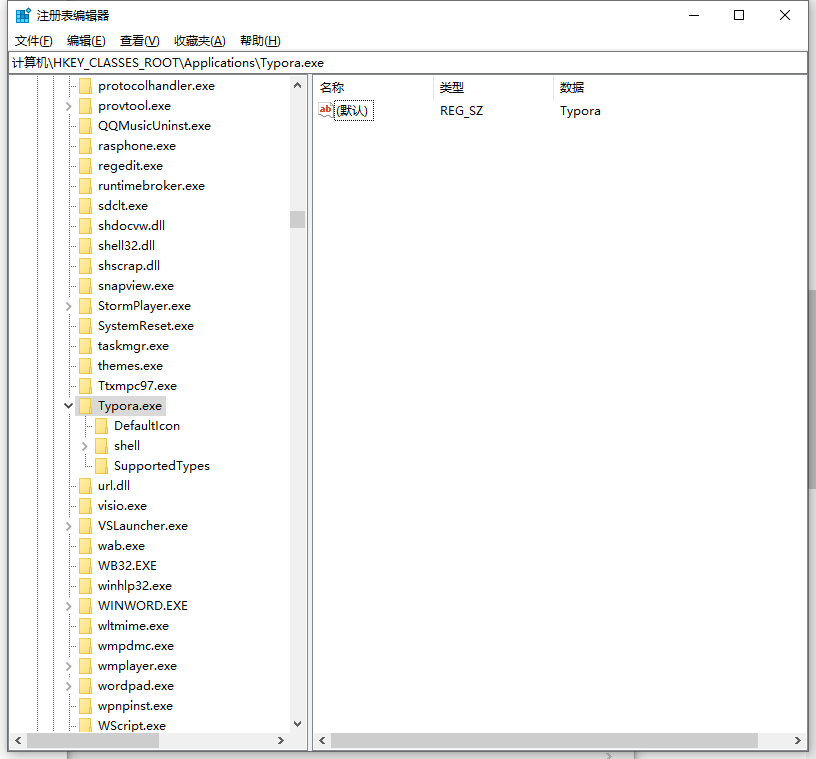 注册表编辑器
文件(F) 编辑(E) 查看(V) 收藏夹(A) 帮助(H)
计算机\HKEY_CLASSES_ROOT\Applications\Typora.exe
protocolhandler.exe
provtool.exe
QQMusicUninst.exe
rasphone.exe
regedit.exe
runtimebroker.exe
sdclt.exe
shdocvw.dll
shell32.dll
shscrap.dll
snapview.exe
StormPlayer.exe
SystemReset.exe
taskmgr.exe
themes.exe
Ttxmpc97.exe
Typora.exe
DefaultIcon
shell
SupportedTypes
url.dll
visio.exe
VSLauncher.exe
wab.exe
WB32.EXE
winhlp32.exe
WINWORD.EXE
wltmime.exe
wmpdmc.exe
wmplayer.exe
wordpad.exe
wpnpinst.exe
WScript.exe
名称 类型 数据
ab (默认) REG_SZ Typora